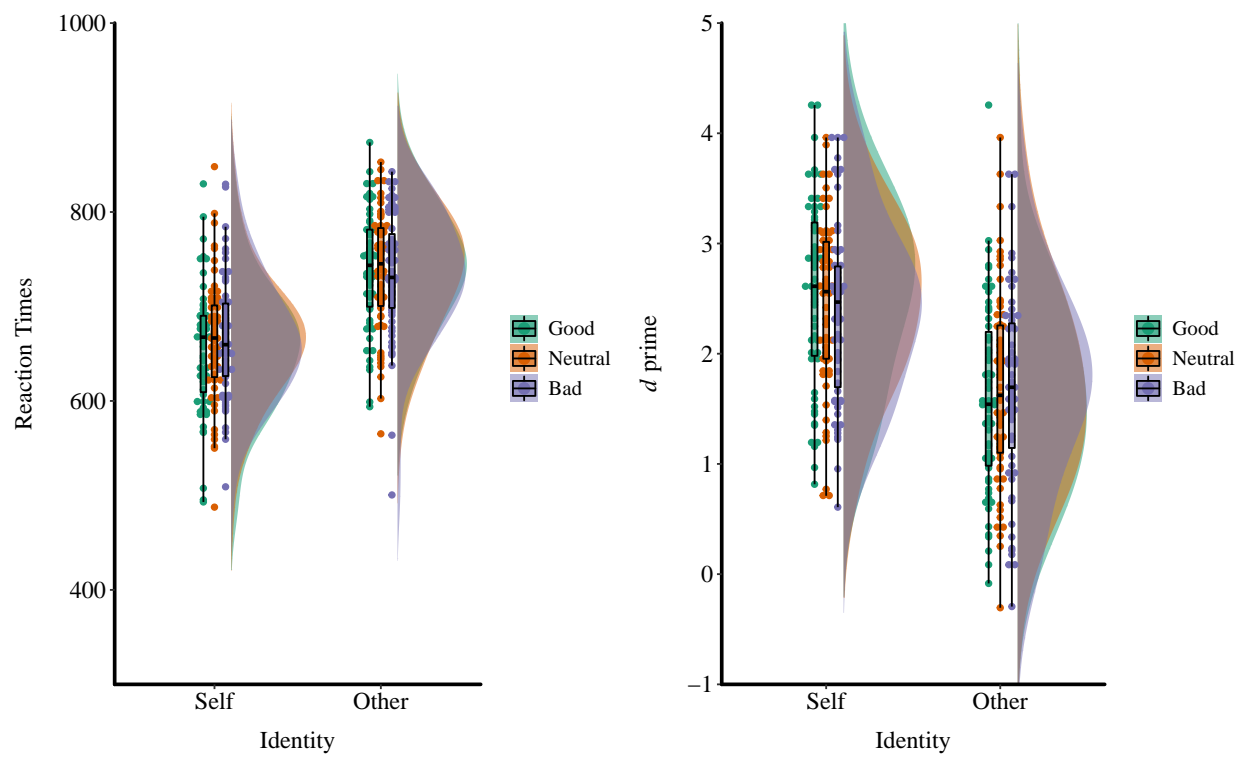 Reaction Times
1000
800
600
400
Self
Other
Identity
Good
Neutral
Bad
d prime
5
4
3
2
1
0
−1
Self
Other
Identity
Good
Neutral
Bad